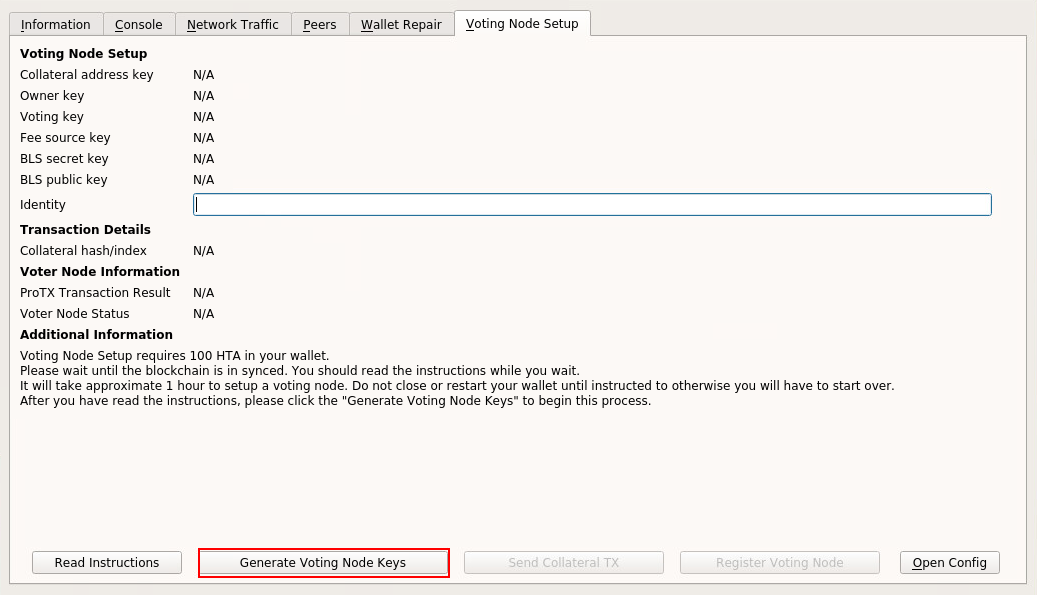 Information Console Network Traffic Peers Wallet Repair Voting Node Setup
Voting Node Setup
Collateral address key N/A
Owner key N/A
Voting key N/A
Fee source key N/A
BLS secret key N/A
BLS public key N/A
Identity
Transaction Details
Collateral hash/index N/A
Voter Node Information
ProTX Transaction Result N/A
Voter Node Status N/A
Additional Information
Voting Node Setup requires 100 HTA in your wallet.
Please wait until the blockchain is in synced. You should read the instructions while you wait.
It will take approximate 1 hour to setup a voting node. Do not close or restart your wallet until instructed to otherwise you will have to start over.
After you have read the instructions, please click the "Generate Voting Node Keys" to begin this process.
Read Instructions Generate Voting Node Keys Send Collateral TX Register Voting Node Open Config